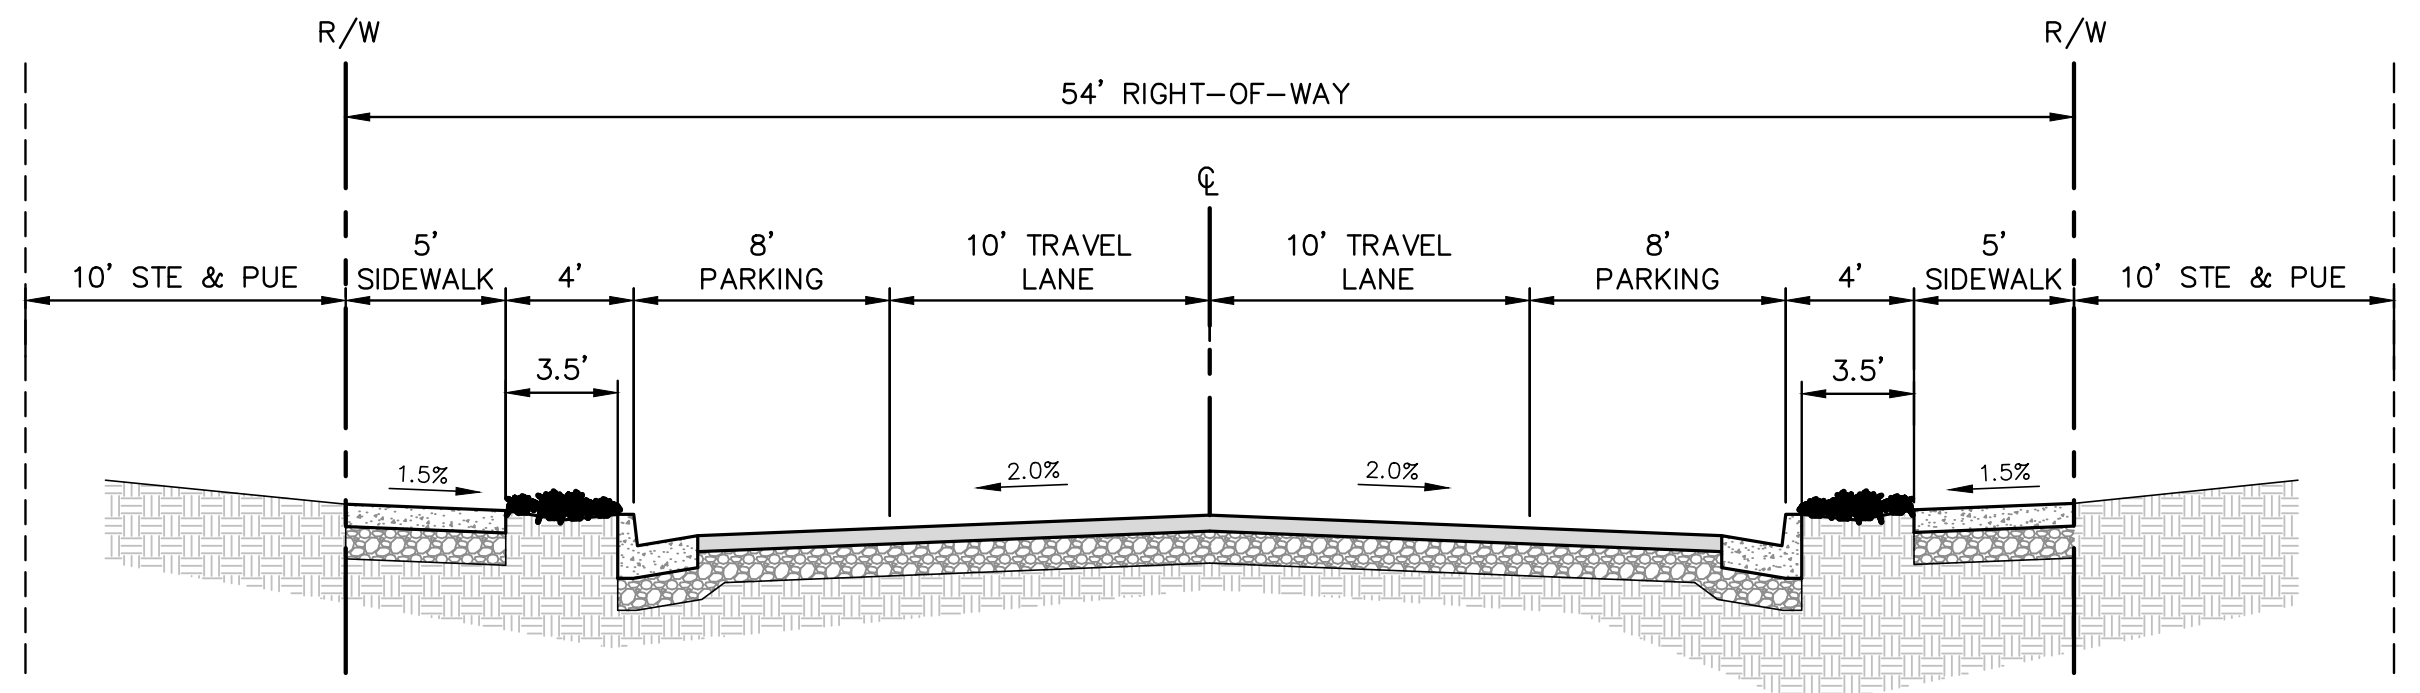 R/W
R/W
54' RIGHT-OF-WAY
℄
10' STE & PUE
5'
SIDEWALK
4'
8'
PARKING
10' TRAVEL
LANE
10' TRAVEL
LANE
8'
PARKING
4'
5'
SIDEWALK
10' STE & PUE
3.5'
3.5'
1.5%
2.0%
2.0%
1.5%